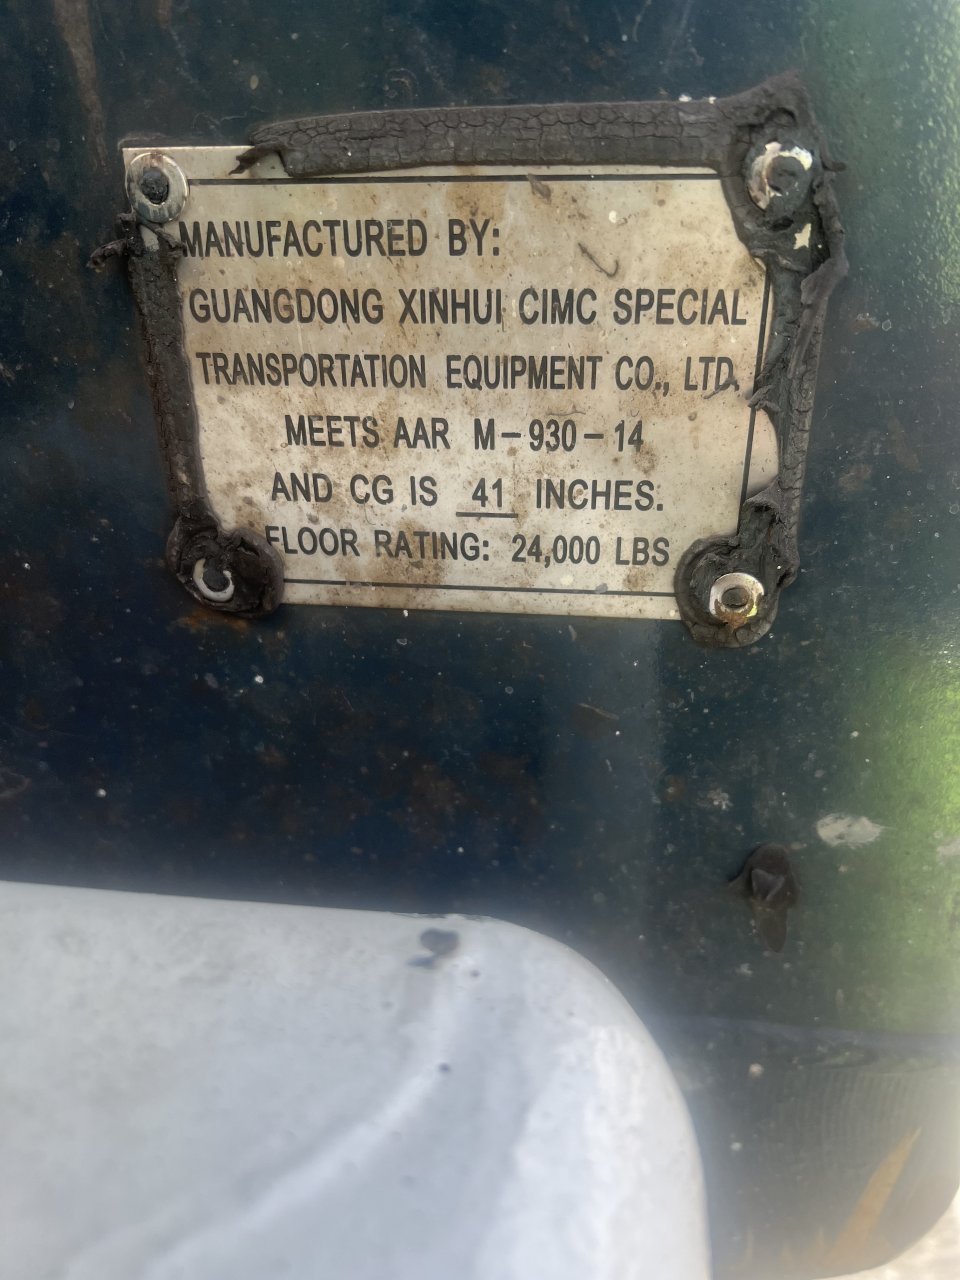 MANUFACTURED BY:
GUANGDONG XINHUI CIMC SPECIAL
TRANSPORTATION EQUIPMENT CO., LTD.
MEETS AAR M-930-14
AND CG IS 41 INCHES.
FLOOR RATING: 24,000 LBS